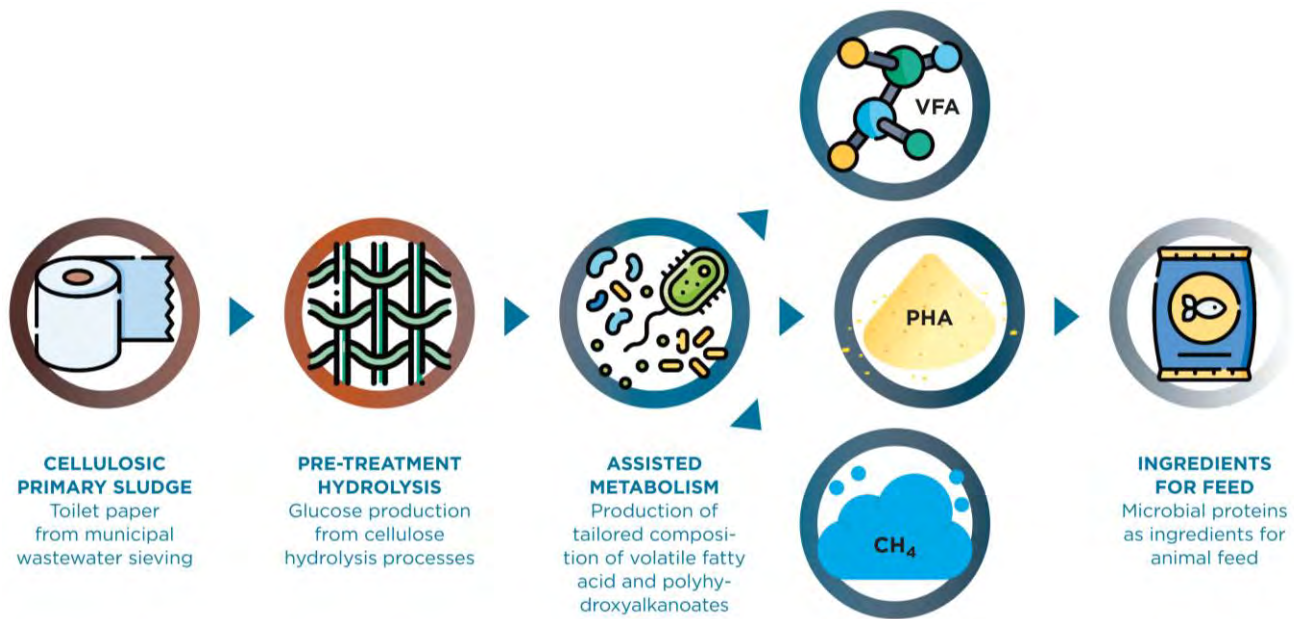 VFA
PHA
CH₄
CELLULOSIC
PRIMARY SLUDGE
Toilet paper
from municipal
wastewater sieving
PRE-TREATMENT
HYDROLYSIS
Glucose production
from cellulose
hydrolysis processes
ASSISTED
METABOLISM
Production of
tailored composi-
tion of volatile fatty
acid and polyhy-
droxyalkanoates
INGREDIENTS
FOR FEED
Microbial proteins
as ingredients for
animal feed